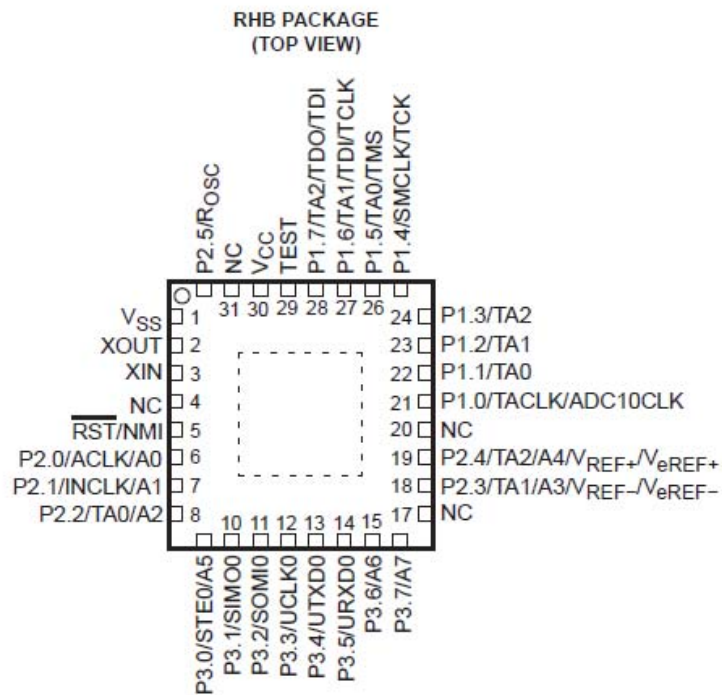 RHB PACKAGE
(TOP VIEW)
P2.5/ROSC
NC
VCC
TEST
P1.7/TA2/TDO/TDI
P1.6/TA1/TDI/TCLK
P1.5/TA0/TMS
P1.4/SMCLK/TCK
31 30 29 28 27 26
VSS 1
XOUT 2
XIN 3
NC 4
RST/NMI 5
P2.0/ACLK/A0 6
P2.1/INCLK/A1 7
P2.2/TA0/A2 8
24 P1.3/TA2
23 P1.2/TA1
22 P1.1/TA0
21 P1.0/TACLK/ADC10CLK
20 NC
19 P2.4/TA2/A4/VREF+/VeREF+
18 P2.3/TA1/A3/VREF−/VeREF−
17 NC
10 11 12 13 14 15
P3.0/STE0/A5
P3.1/SIMO0
P3.2/SOMI0
P3.3/UCLK0
P3.4/UTXD0
P3.5/URXD0
P3.6/A6
P3.7/A7